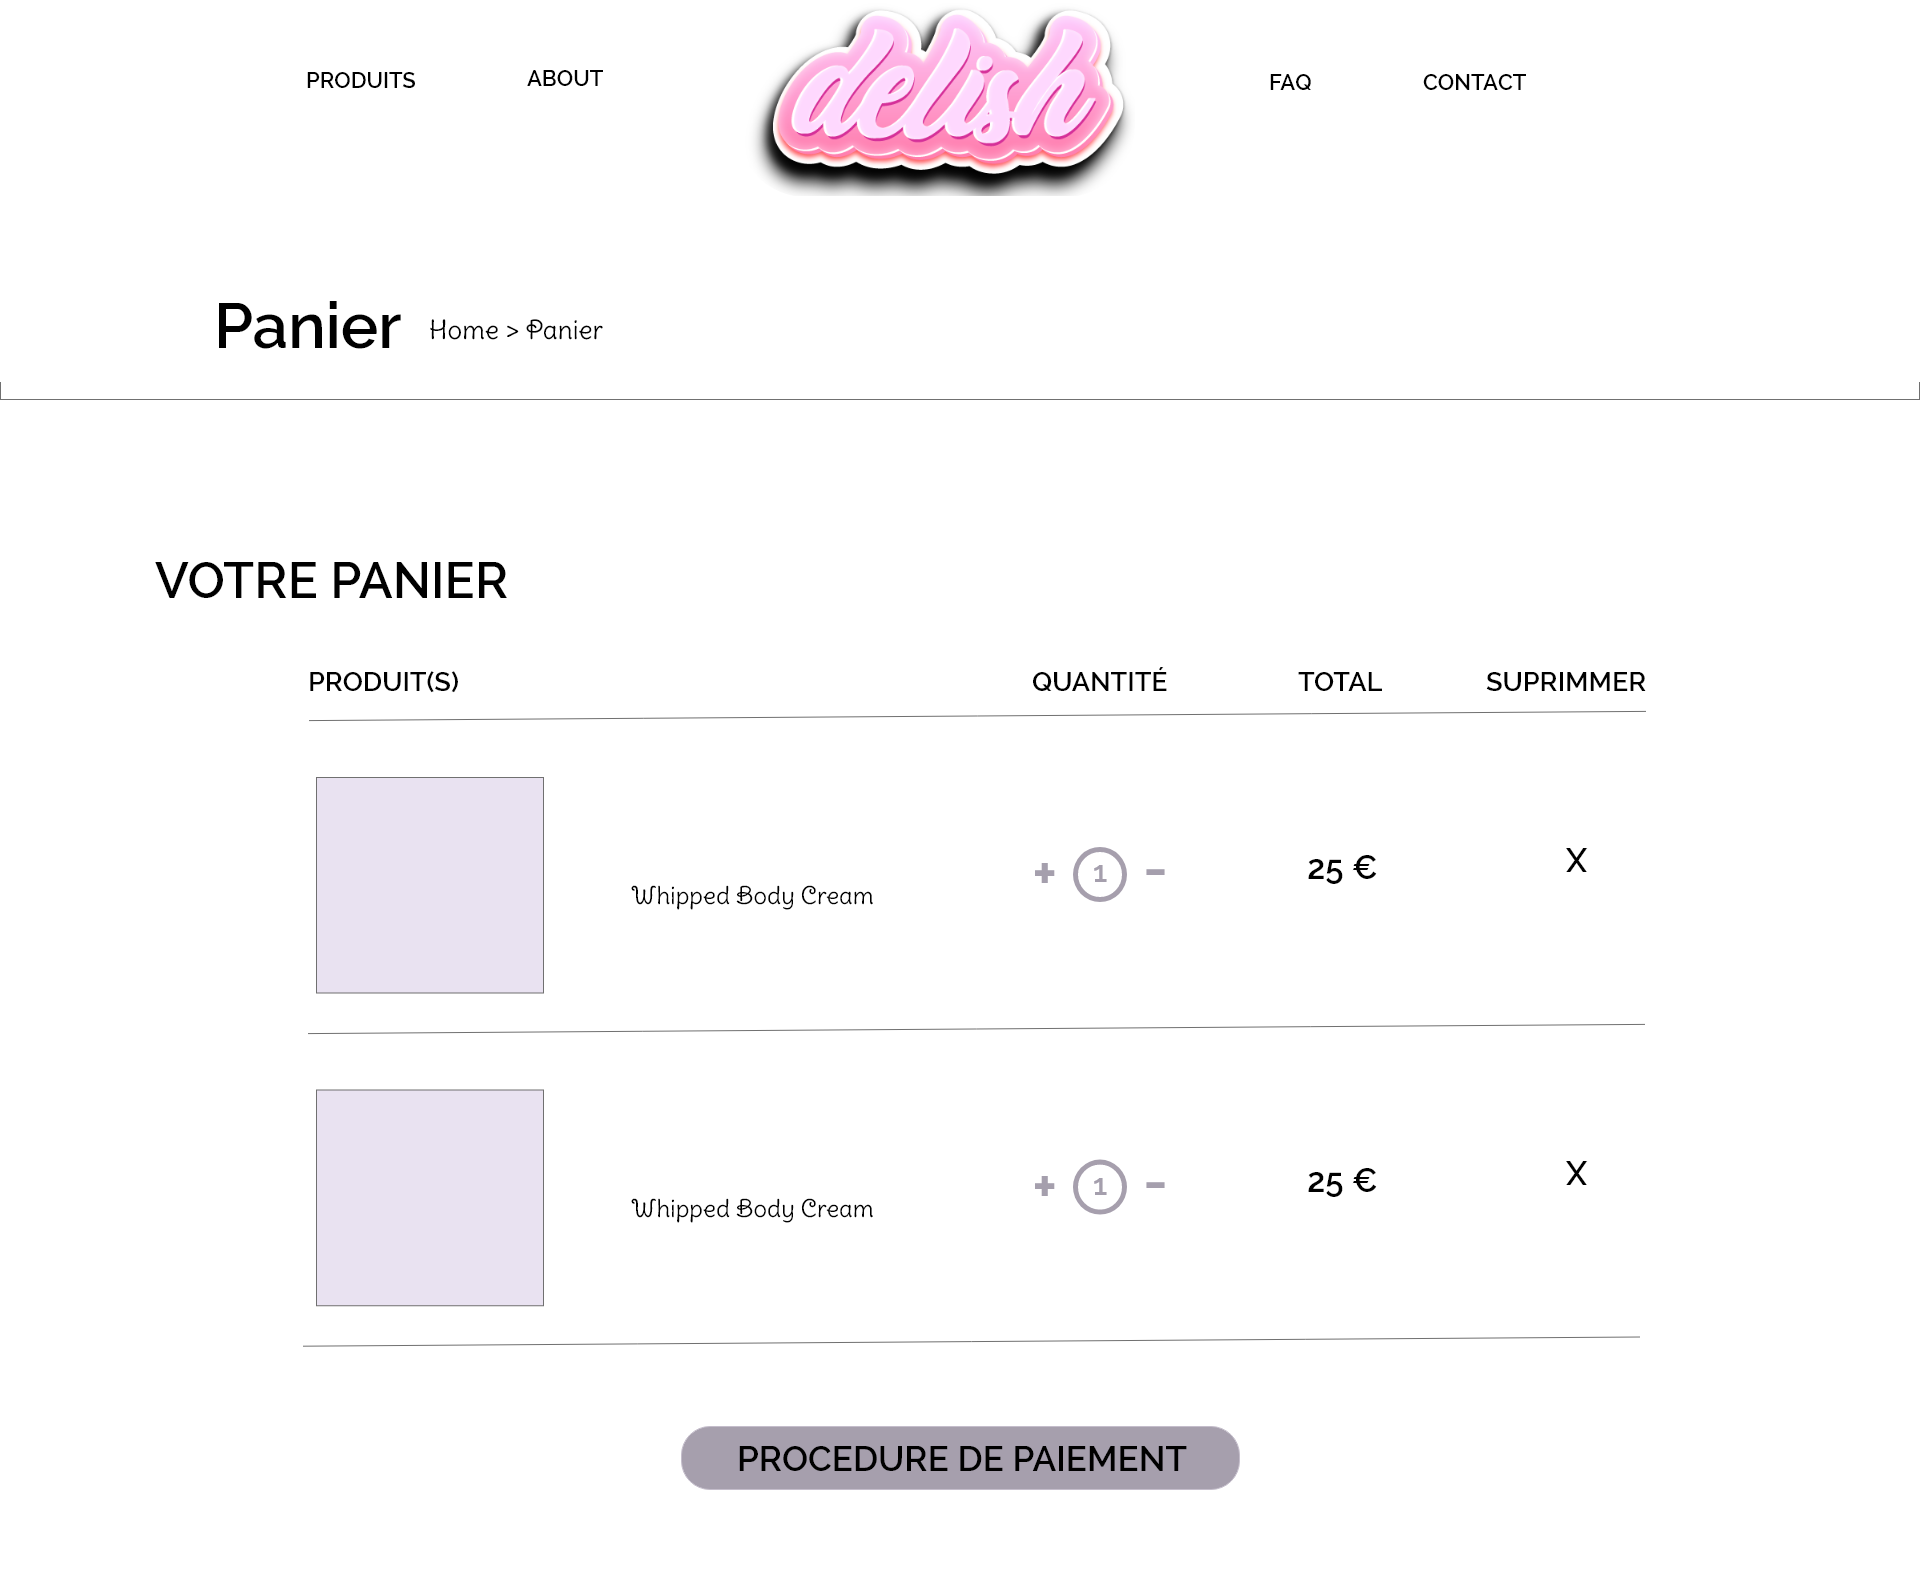 PRODUITS ABOUT delish FAQ CONTACT
Panier Home > Panier
VOTRE PANIER
PRODUIT(S) QUANTITÉ TOTAL SUPRIMMER
Whipped Body Cream + 1 - 25 € X
Whipped Body Cream + 1 - 25 € X
PROCEDURE DE PAIEMENT